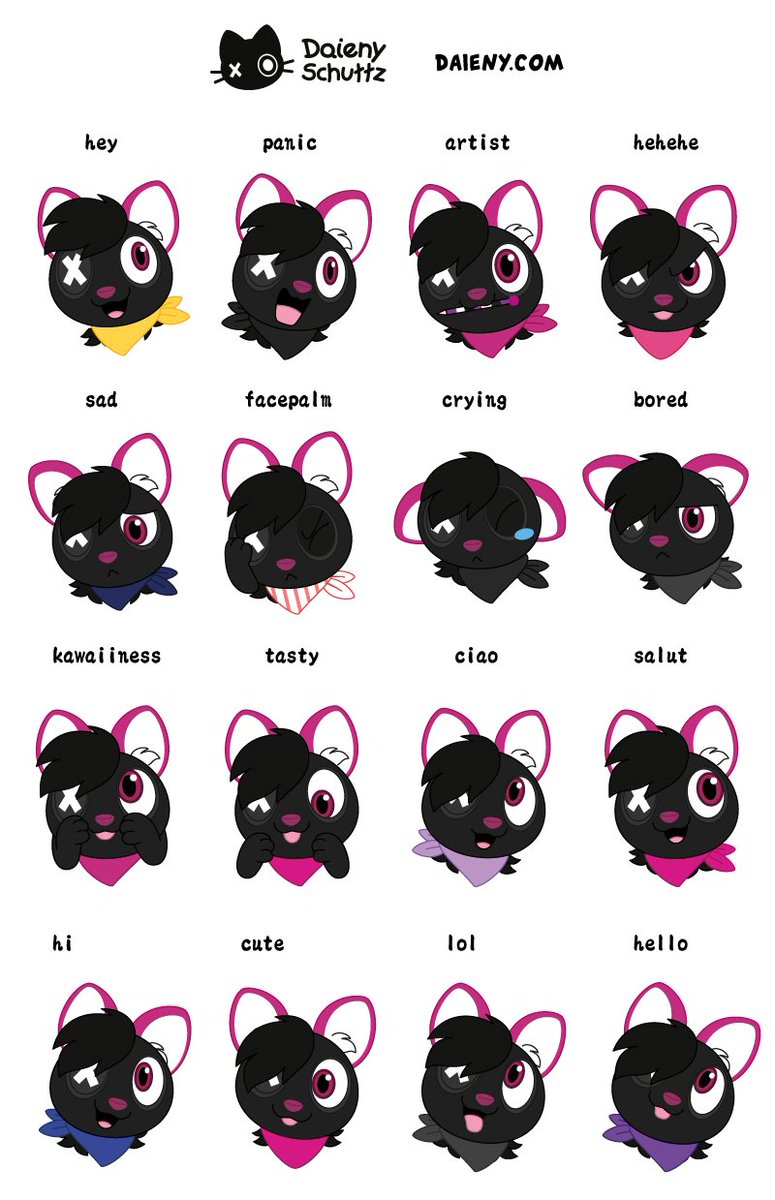 Daieny
Schuttz
DAIENY.COM
hey panic artist hehehe
sad facepalm crying bored
kawaiiness tasty ciao salut
hi cute lol hello